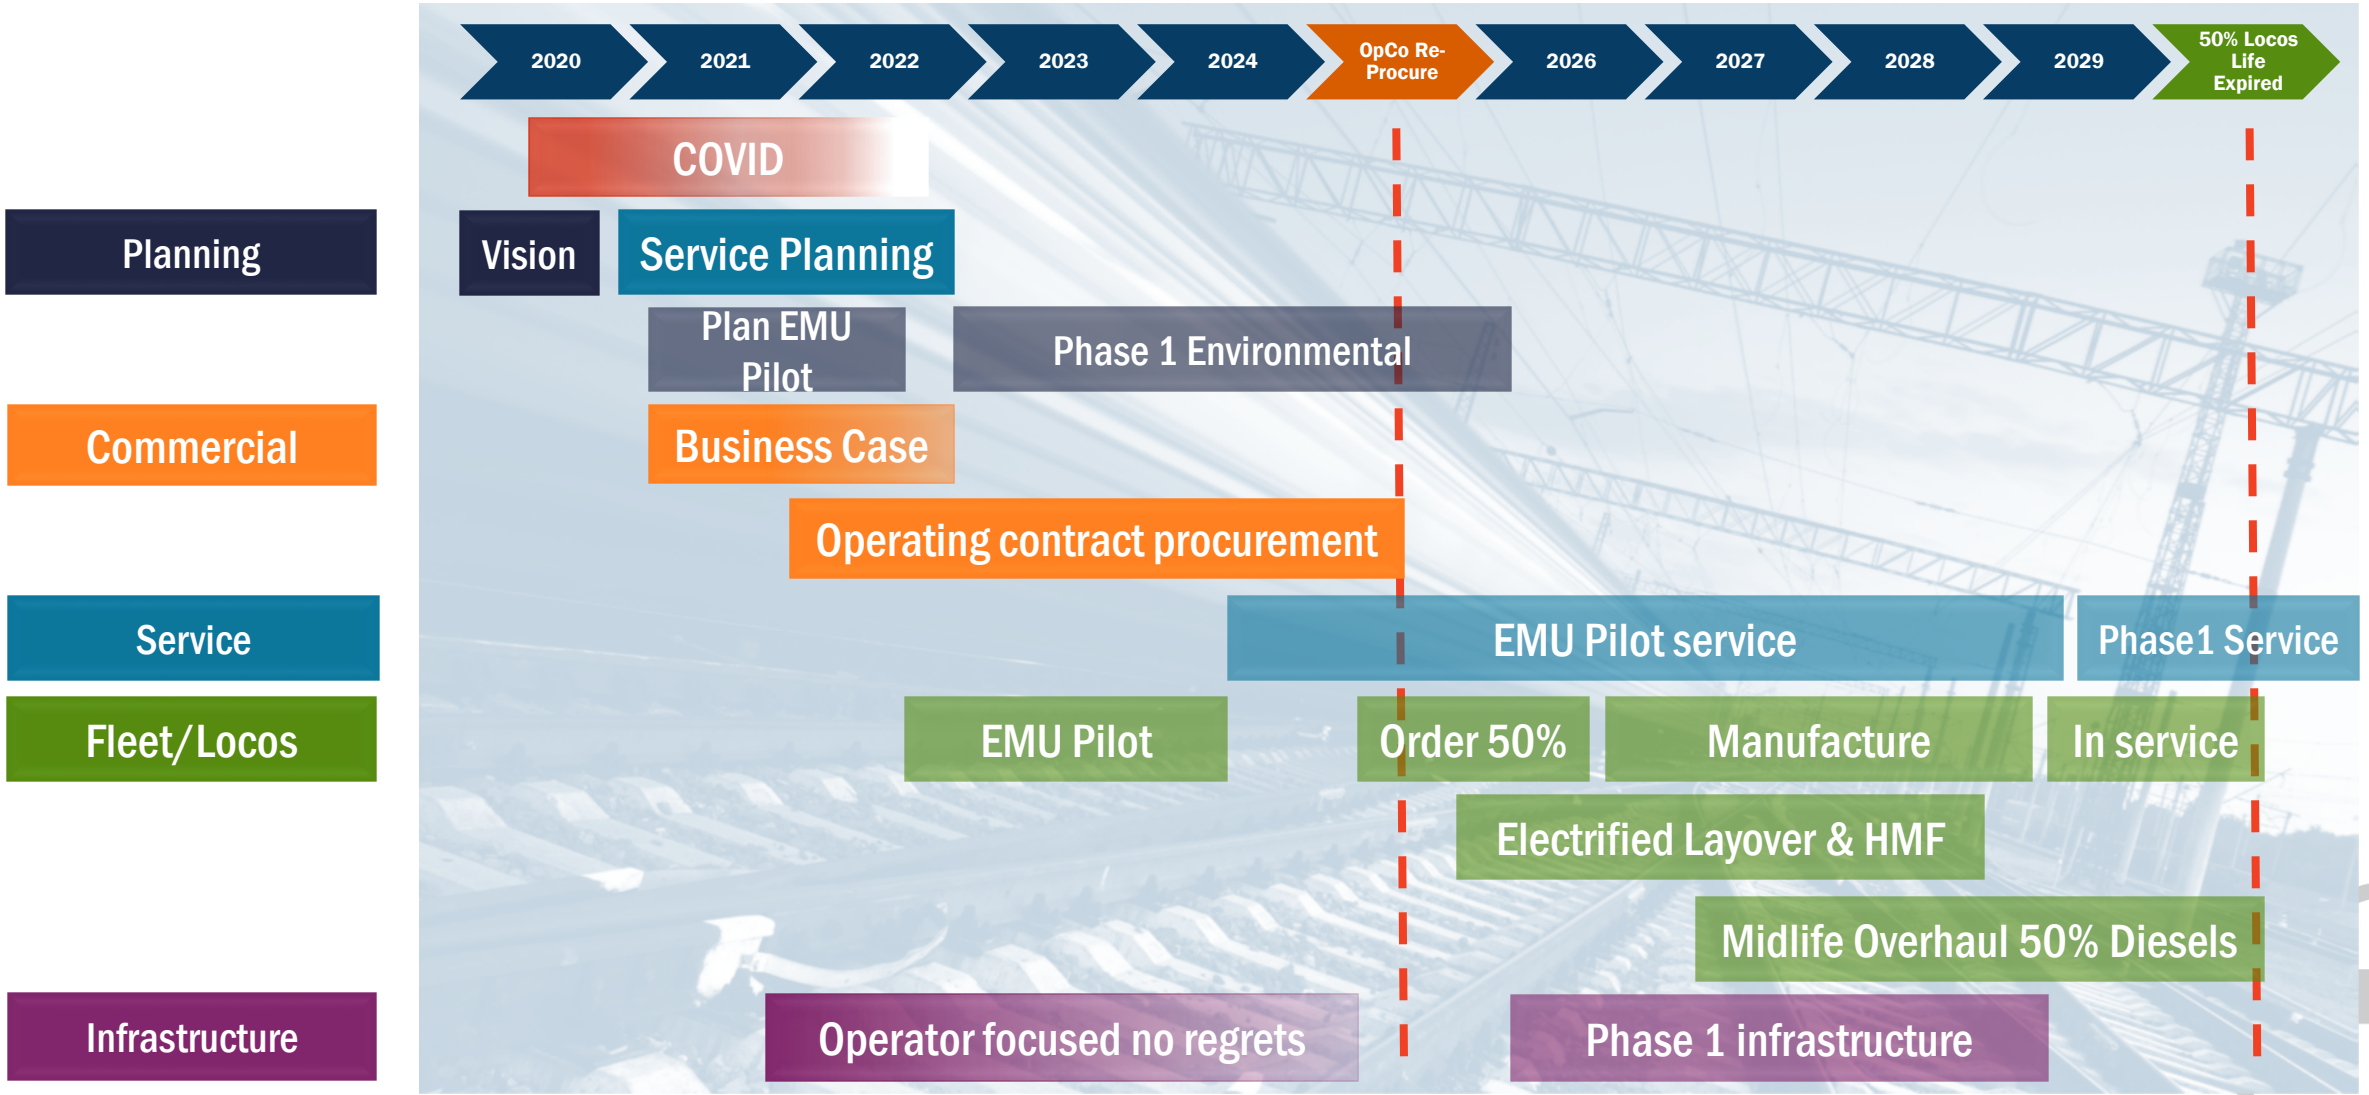 2020
2021
2022
2023
2024
OpCo Re-
Procure
2026
2027
2028
2029
50% Locos
Life
Expired
COVID
Planning
Vision
Service Planning
Plan EMU
Pilot
Phase 1 Environmental
Commercial
Business Case
Operating contract procurement
Service
EMU Pilot service
Phase1 Service
Fleet/Locos
EMU Pilot
Order 50%
Manufacture
In service
Electrified Layover & HMF
Midlife Overhaul 50% Diesels
Infrastructure
Operator focused no regrets
Phase 1 infrastructure